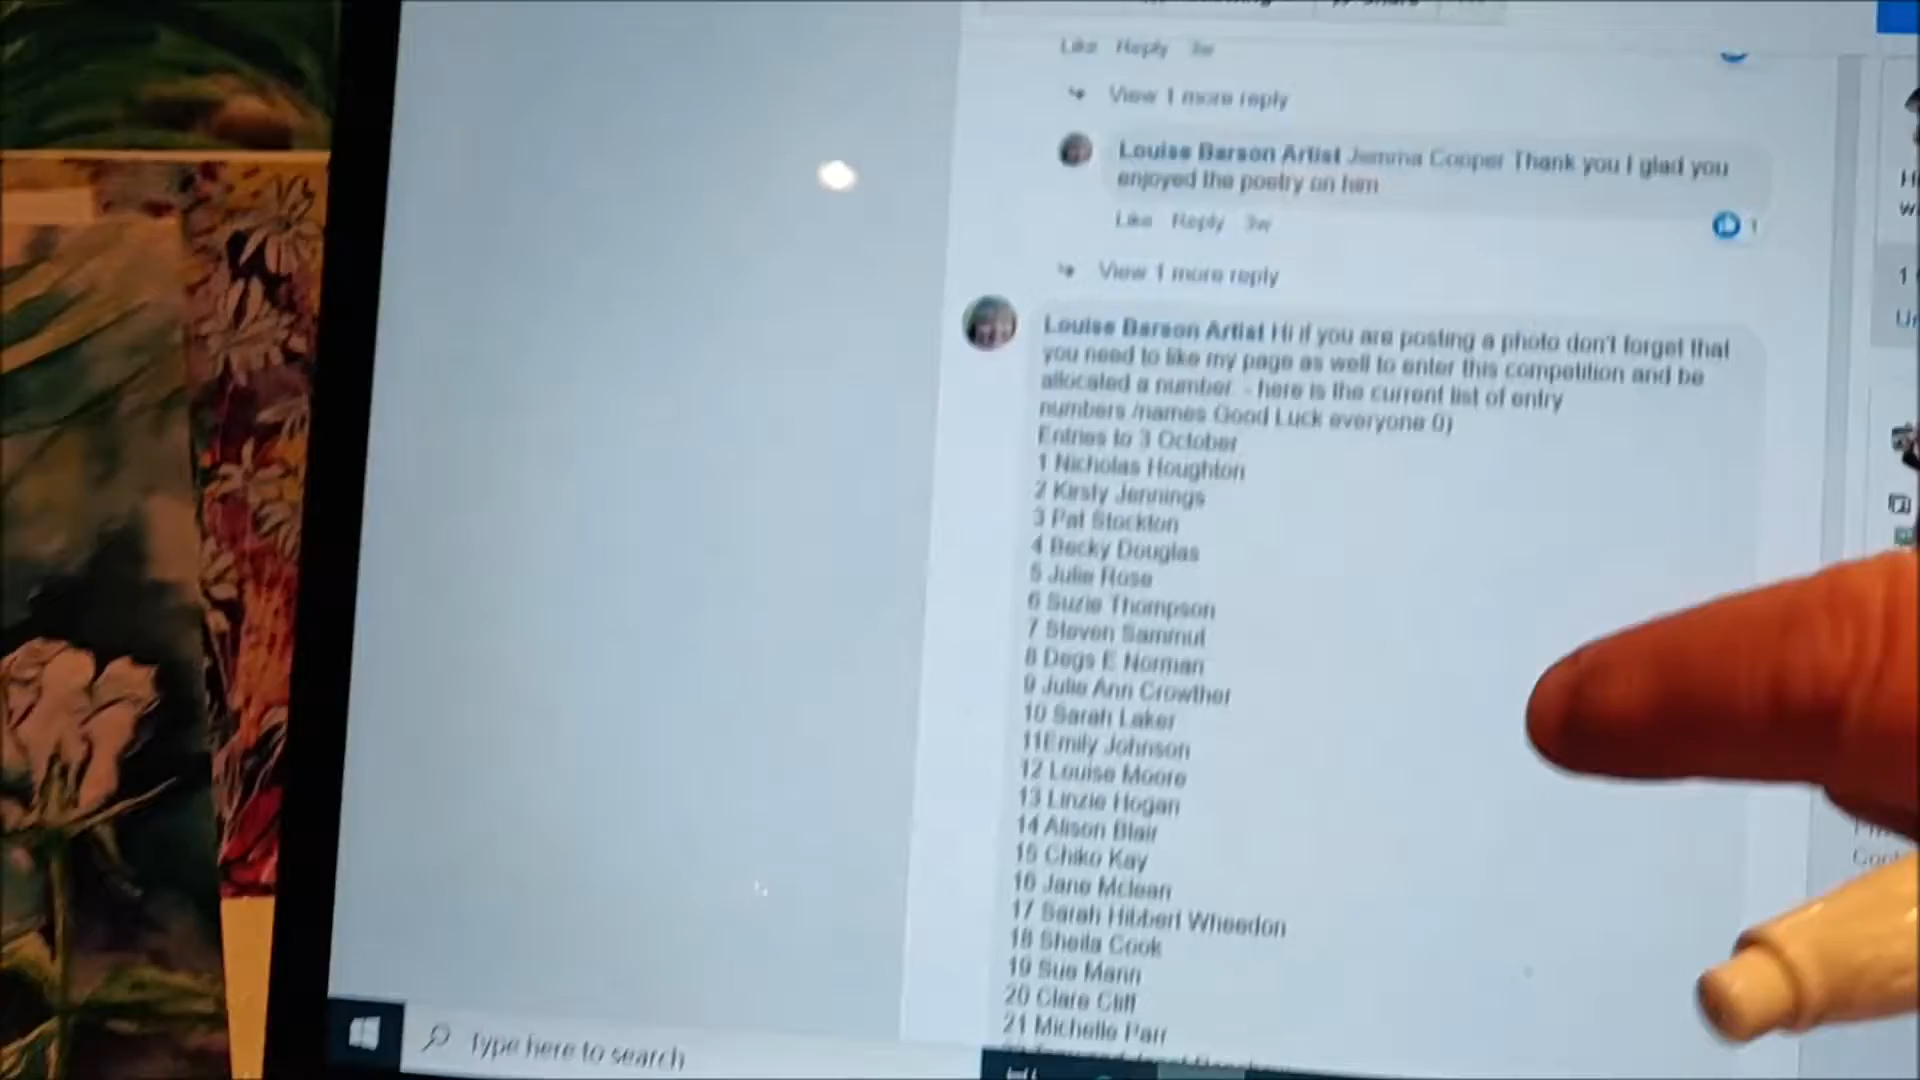 Like Reply 3w
View 1 more reply
Louise Barson Artist Jemma Cooper Thank you I glad you
enjoyed the poetry on him
Like Reply 3w
1
View 1 more reply
Louise Barson Artist Hi if you are posting a photo don't forget that
you need to like my page as well to enter this competition and be
allocated a number. - here is the current list of entry
numbers /names Good Luck everyone 0)
Entries to 3 October
1 Nicholas Houghton
2 Kirsty Jennings
3 Pat Stockton
4 Becky Douglas
5 Julie Rose
6 Suzie Thompson
7 Steven Sammut
8 Degs E Norman
9 Julie Ann Crowther
10 Sarah Laker
11Emily Johnson
12 Louise Moore
13 Linzie Hogan
14 Alison Blair
15 Chiko Kay
16 Jane Mclean
17 Sarah Hibbert Wheedon
18 Sheila Cook
19 Sue Mann
20 Clare Cliff
21 Michelle Parr
Type here to search